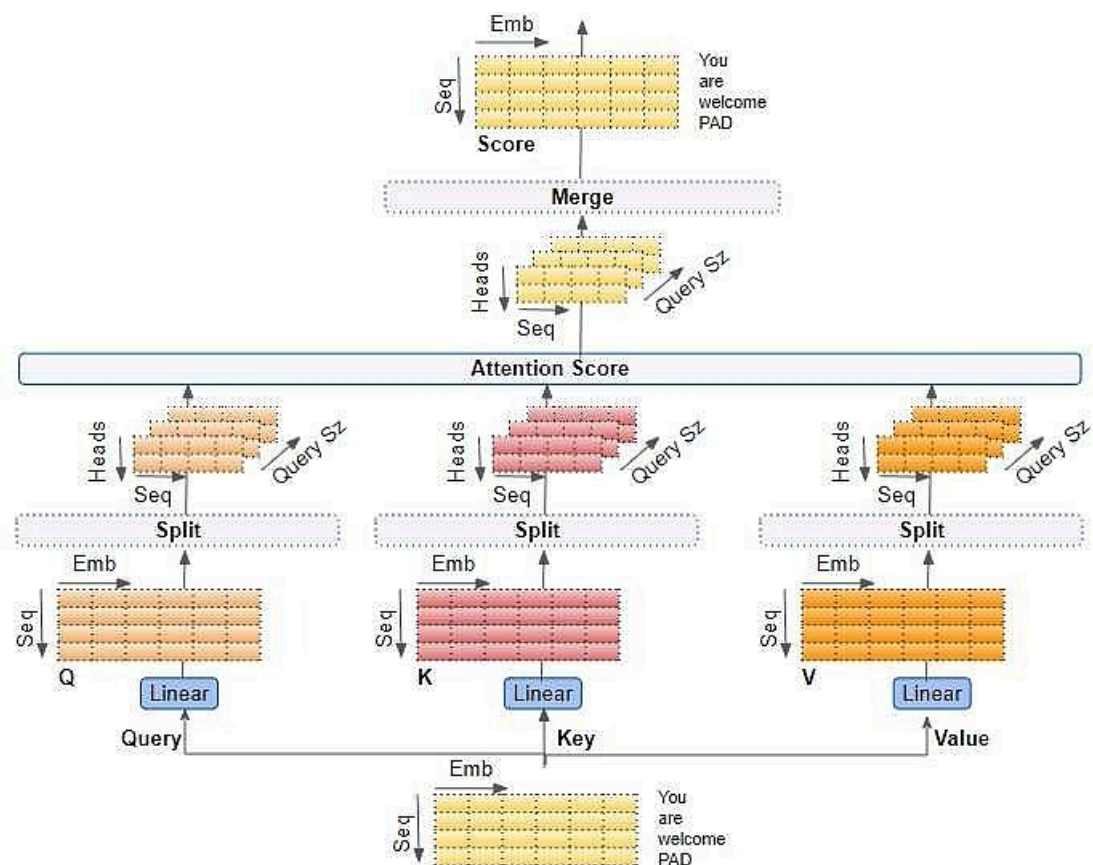 Emb
Seq
You
are
welcome
PAD
Score
Merge
Heads
Query Sz
Seq
Attention Score
Heads
Query Sz
Seq
Heads
Query Sz
Seq
Heads
Query Sz
Seq
Split
Split
Split
Emb
Emb
Emb
Seq
Seq
Seq
Q
K
V
Linear
Linear
Linear
Query
Key
Value
Emb
Seq
You
are
welcome
PAD